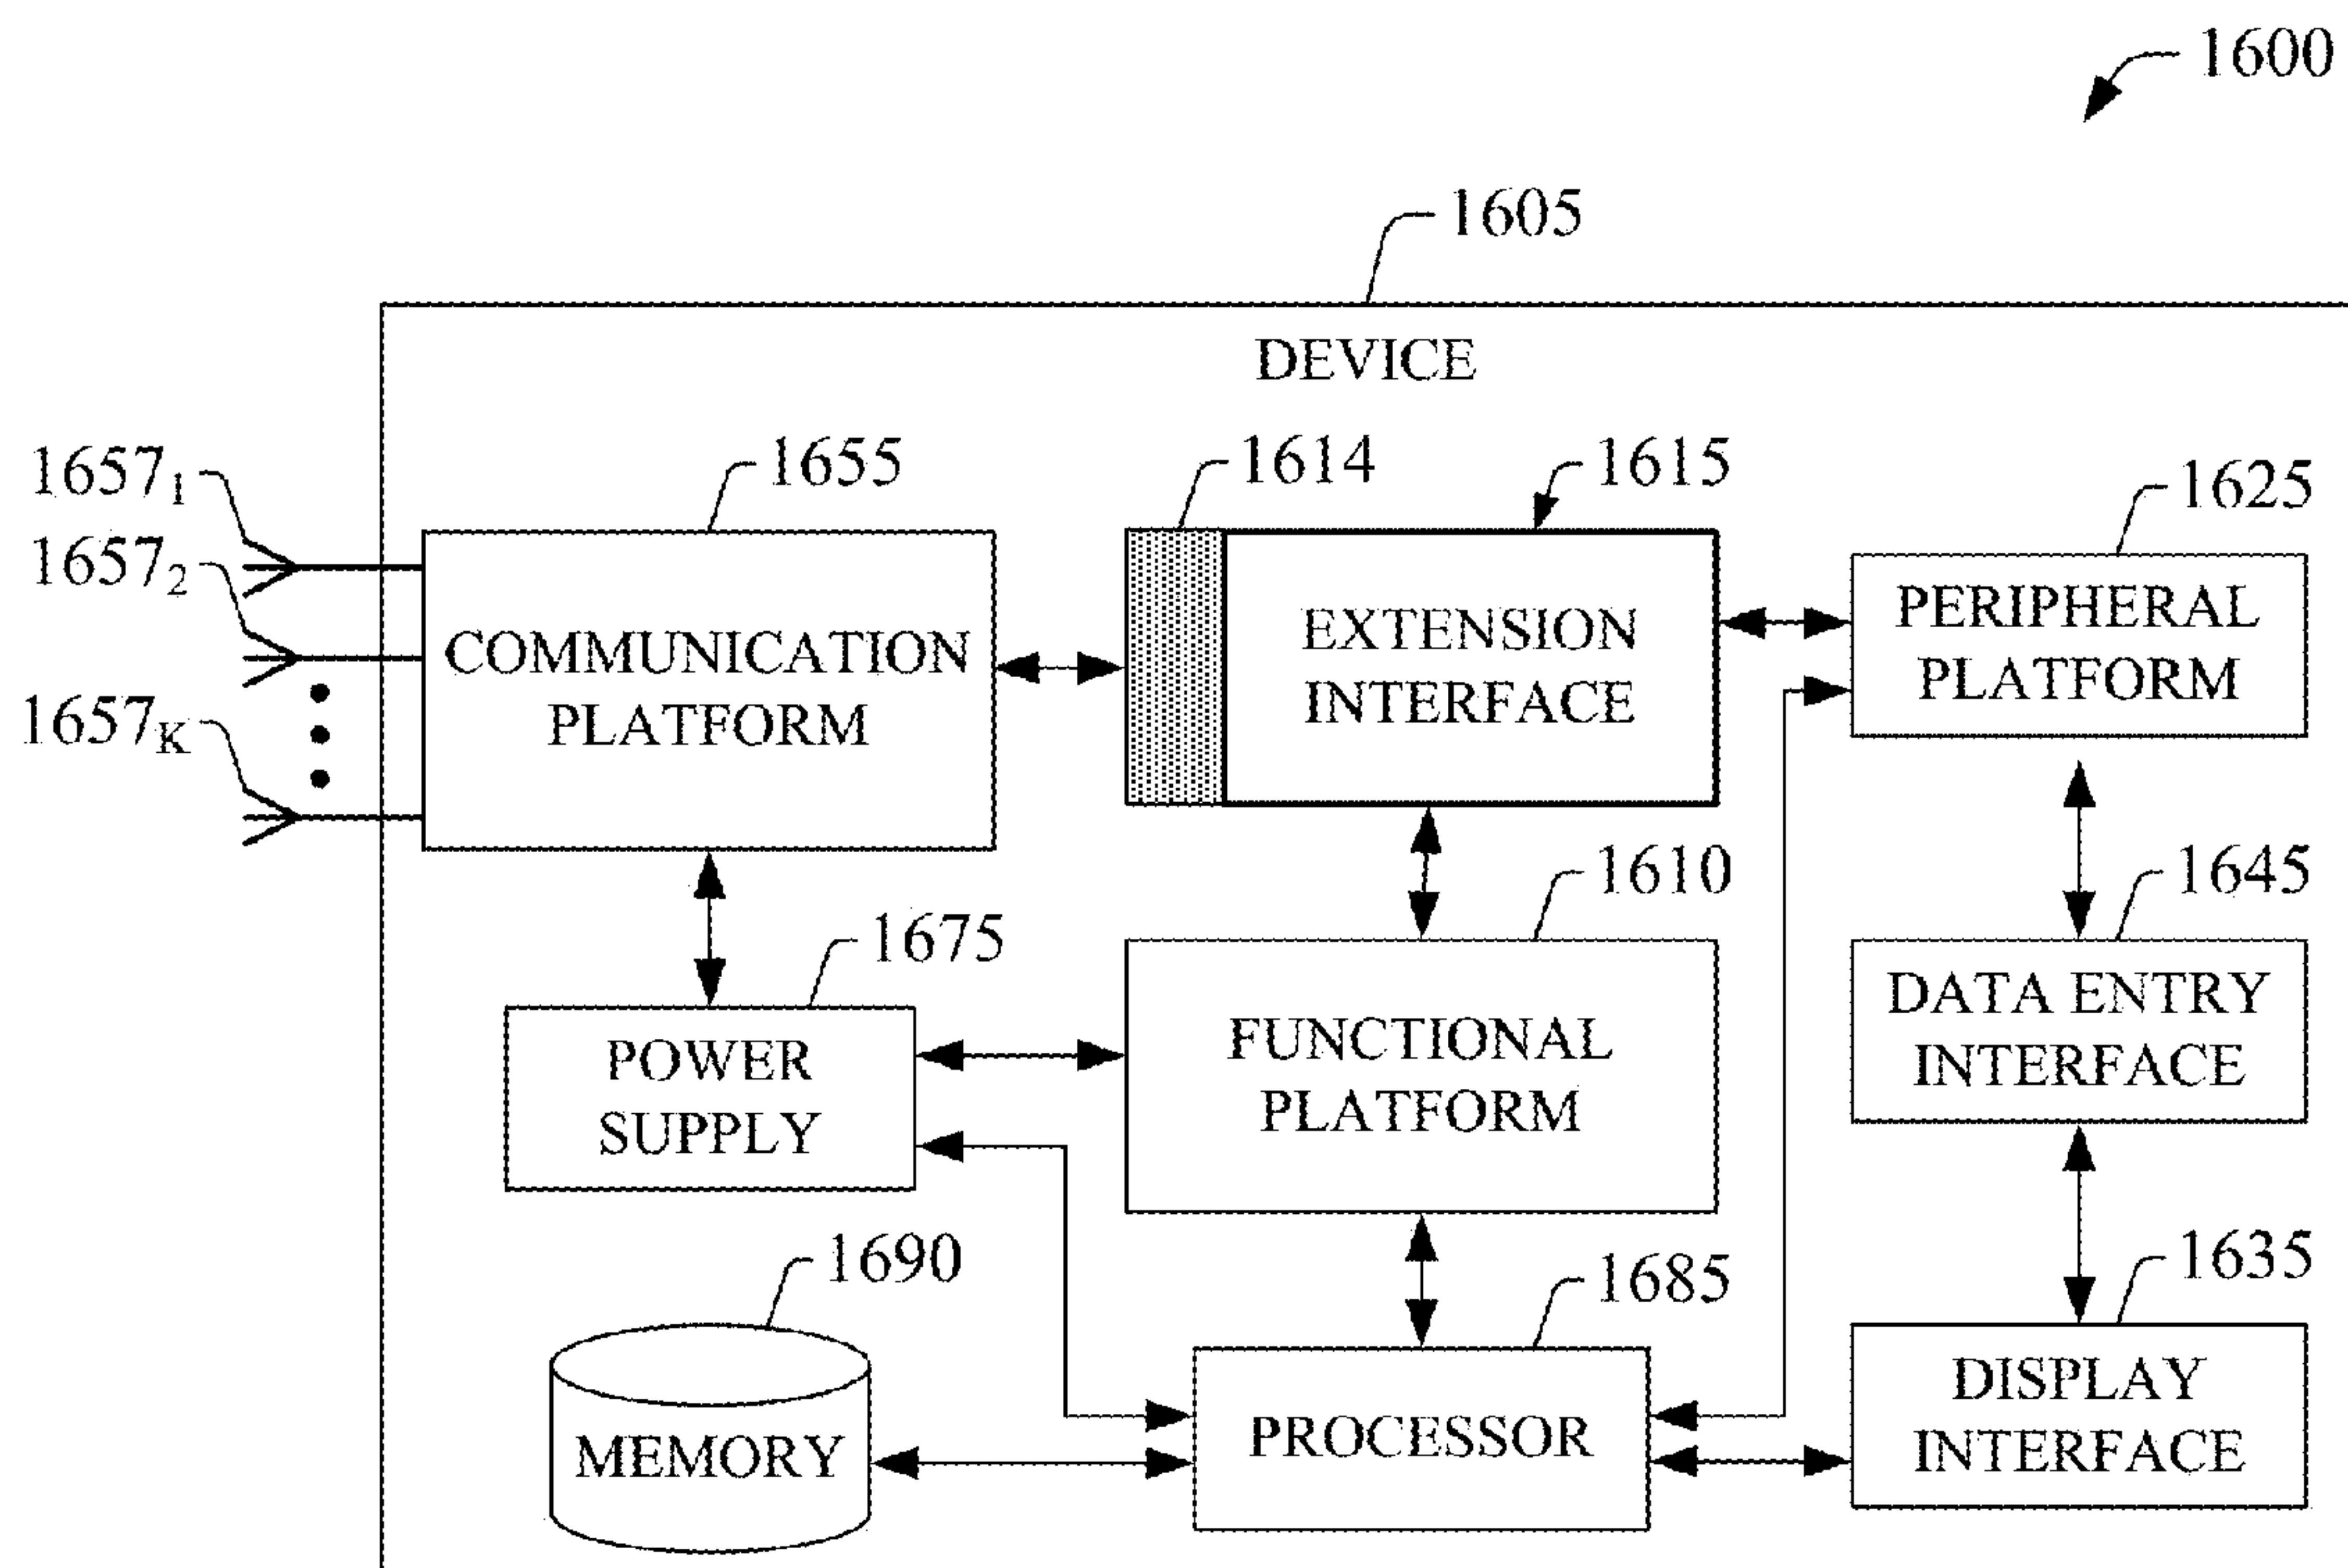 1600
1605
DEVICE
1657₁
1655
1614
1615
1625
1657₂
COMMUNICATION
PLATFORM
EXTENSION
INTERFACE
PERIPHERAL
PLATFORM
1657K
1675
1610
1645
POWER
SUPPLY
FUNCTIONAL
PLATFORM
DATA ENTRY
INTERFACE
1690
1685
1635
MEMORY
PROCESSOR
DISPLAY
INTERFACE